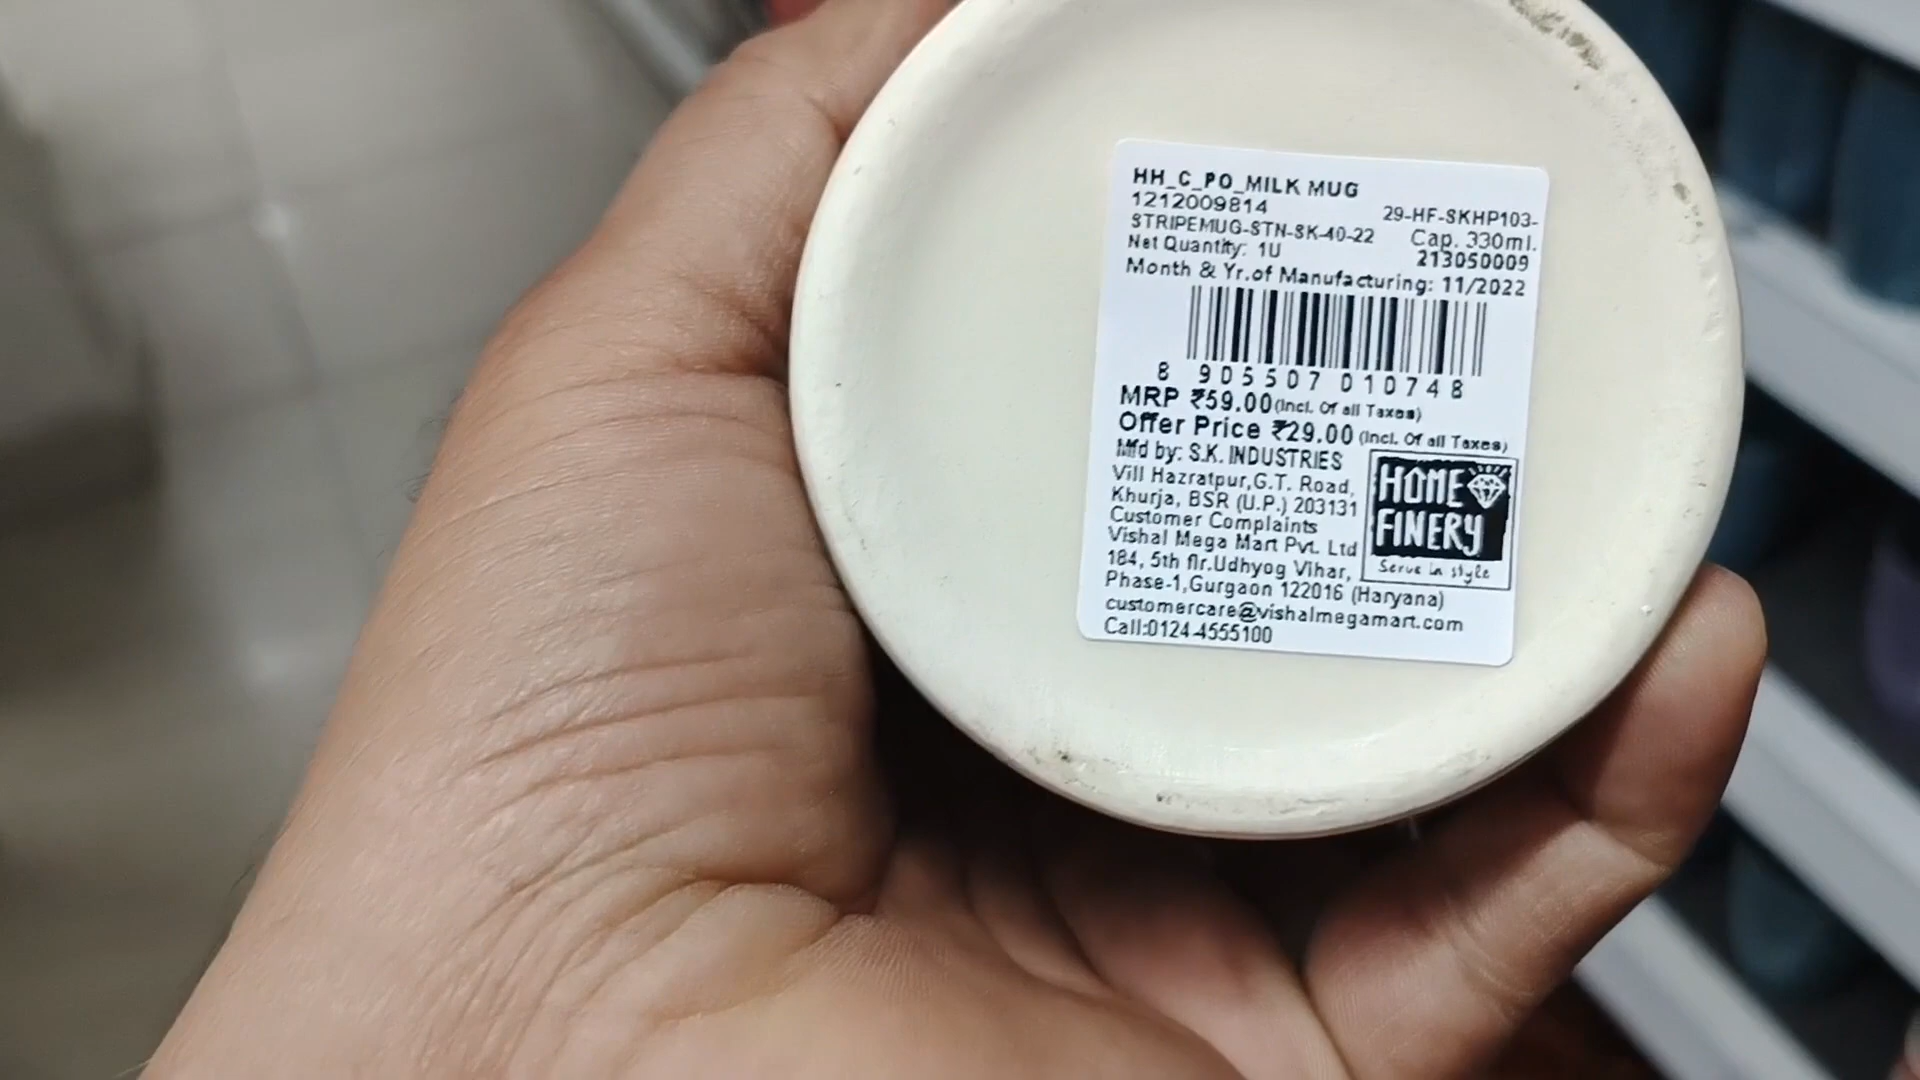 HH_C_PO_MILK MUG
1212009814 29-HF-SKHP103-
STRIPEMUG-STN-SK-40-22 Cap. 330ml.
Net Quantity: 1U 213050009
Month & Yr.of Manufacturing: 11/2022
8 905507 010748
MRP ₹59.00 (Incl. Of all Taxes)
Offer Price ₹29.00 (Incl. Of all Taxes)
Mfd by: S.K. INDUSTRIES
Vill Hazratpur,G.T. Road,
Khurja, BSR (U.P.) 203131
Customer Complaints
Vishal Mega Mart Pvt. Ltd
184, 5th flr.Udhyog Vihar,
Phase-1,Gurgaon 122016 (Haryana)
customercare@vishalmegamart.com
Call:0124-4555100
HOME
FINERY
Serve in style